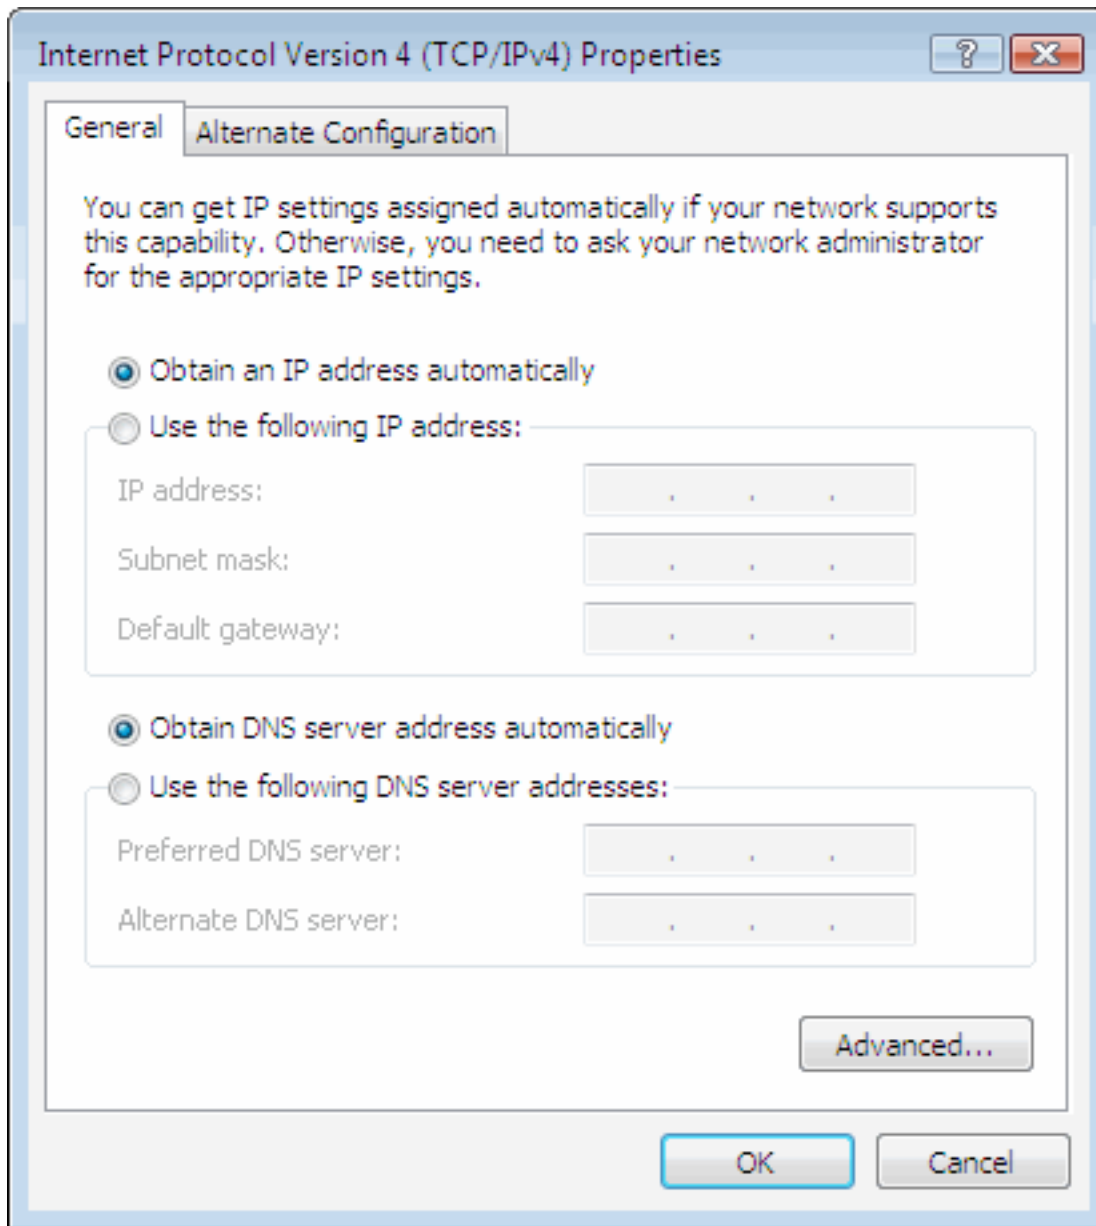 Internet Protocol Version 4 (TCP/IPv4) Properties
?
General
Alternate Configuration
You can get IP settings assigned automatically if your network supports
this capability. Otherwise, you need to ask your network administrator
for the appropriate IP settings.
Obtain an IP address automatically
Use the following IP address:
IP address: . . .
Subnet mask: . . .
Default gateway: . . .
Obtain DNS server address automatically
Use the following DNS server addresses:
Preferred DNS server: . . .
Alternate DNS server: . . .
Advanced...
OK
Cancel